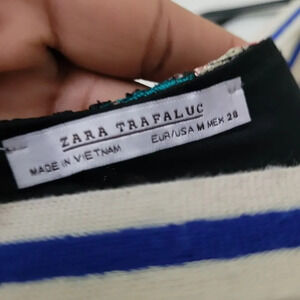 ZARA TRAFALUC
MADE IN VIETNAM EUR/USA M MEX 28